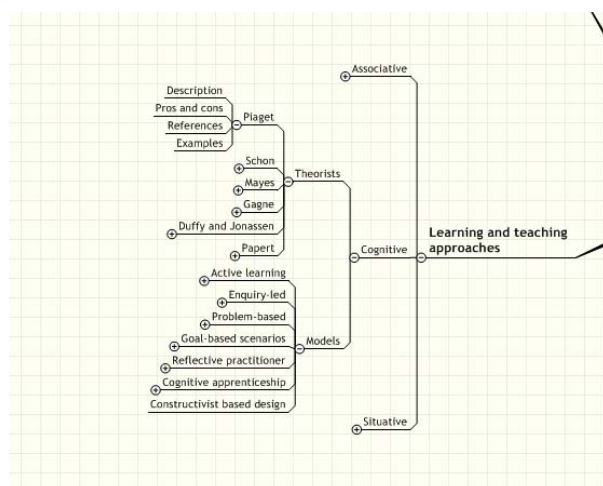 Associative
Description
Pros and cons
Piaget
References
Examples
Schon
Theorists
Mayes
Gagne
Duffy and Jonassen
Papert
Learning and teaching
approaches
Cognitive
Active learning
Enquiry-led
Problem-based
Goal-based scenarios
Models
Reflective practitioner
Cognitive apprenticeship
Constructivist based design
Situative